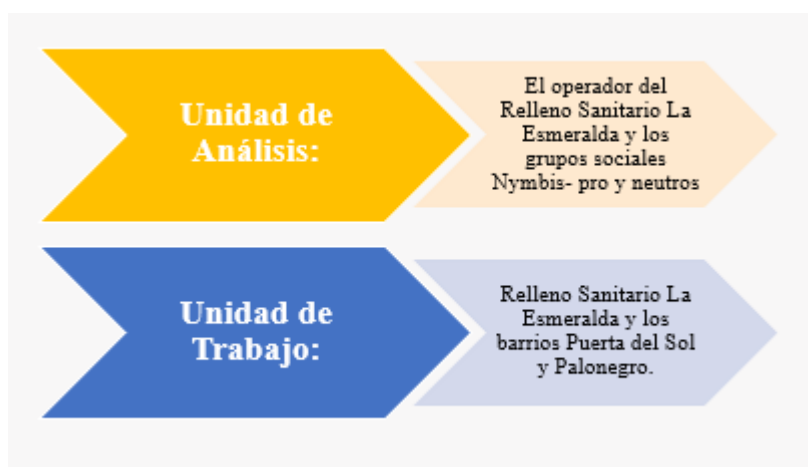 Unidad de
Análisis:
El operador del
Relleno Sanitario La
Esmeralda y los
grupos sociales
Nymbis- pro y neutros
Unidad de
Trabajo:
Relleno Sanitario La
Esmeralda y los
barrios Puerta del Sol
y Palonegro.